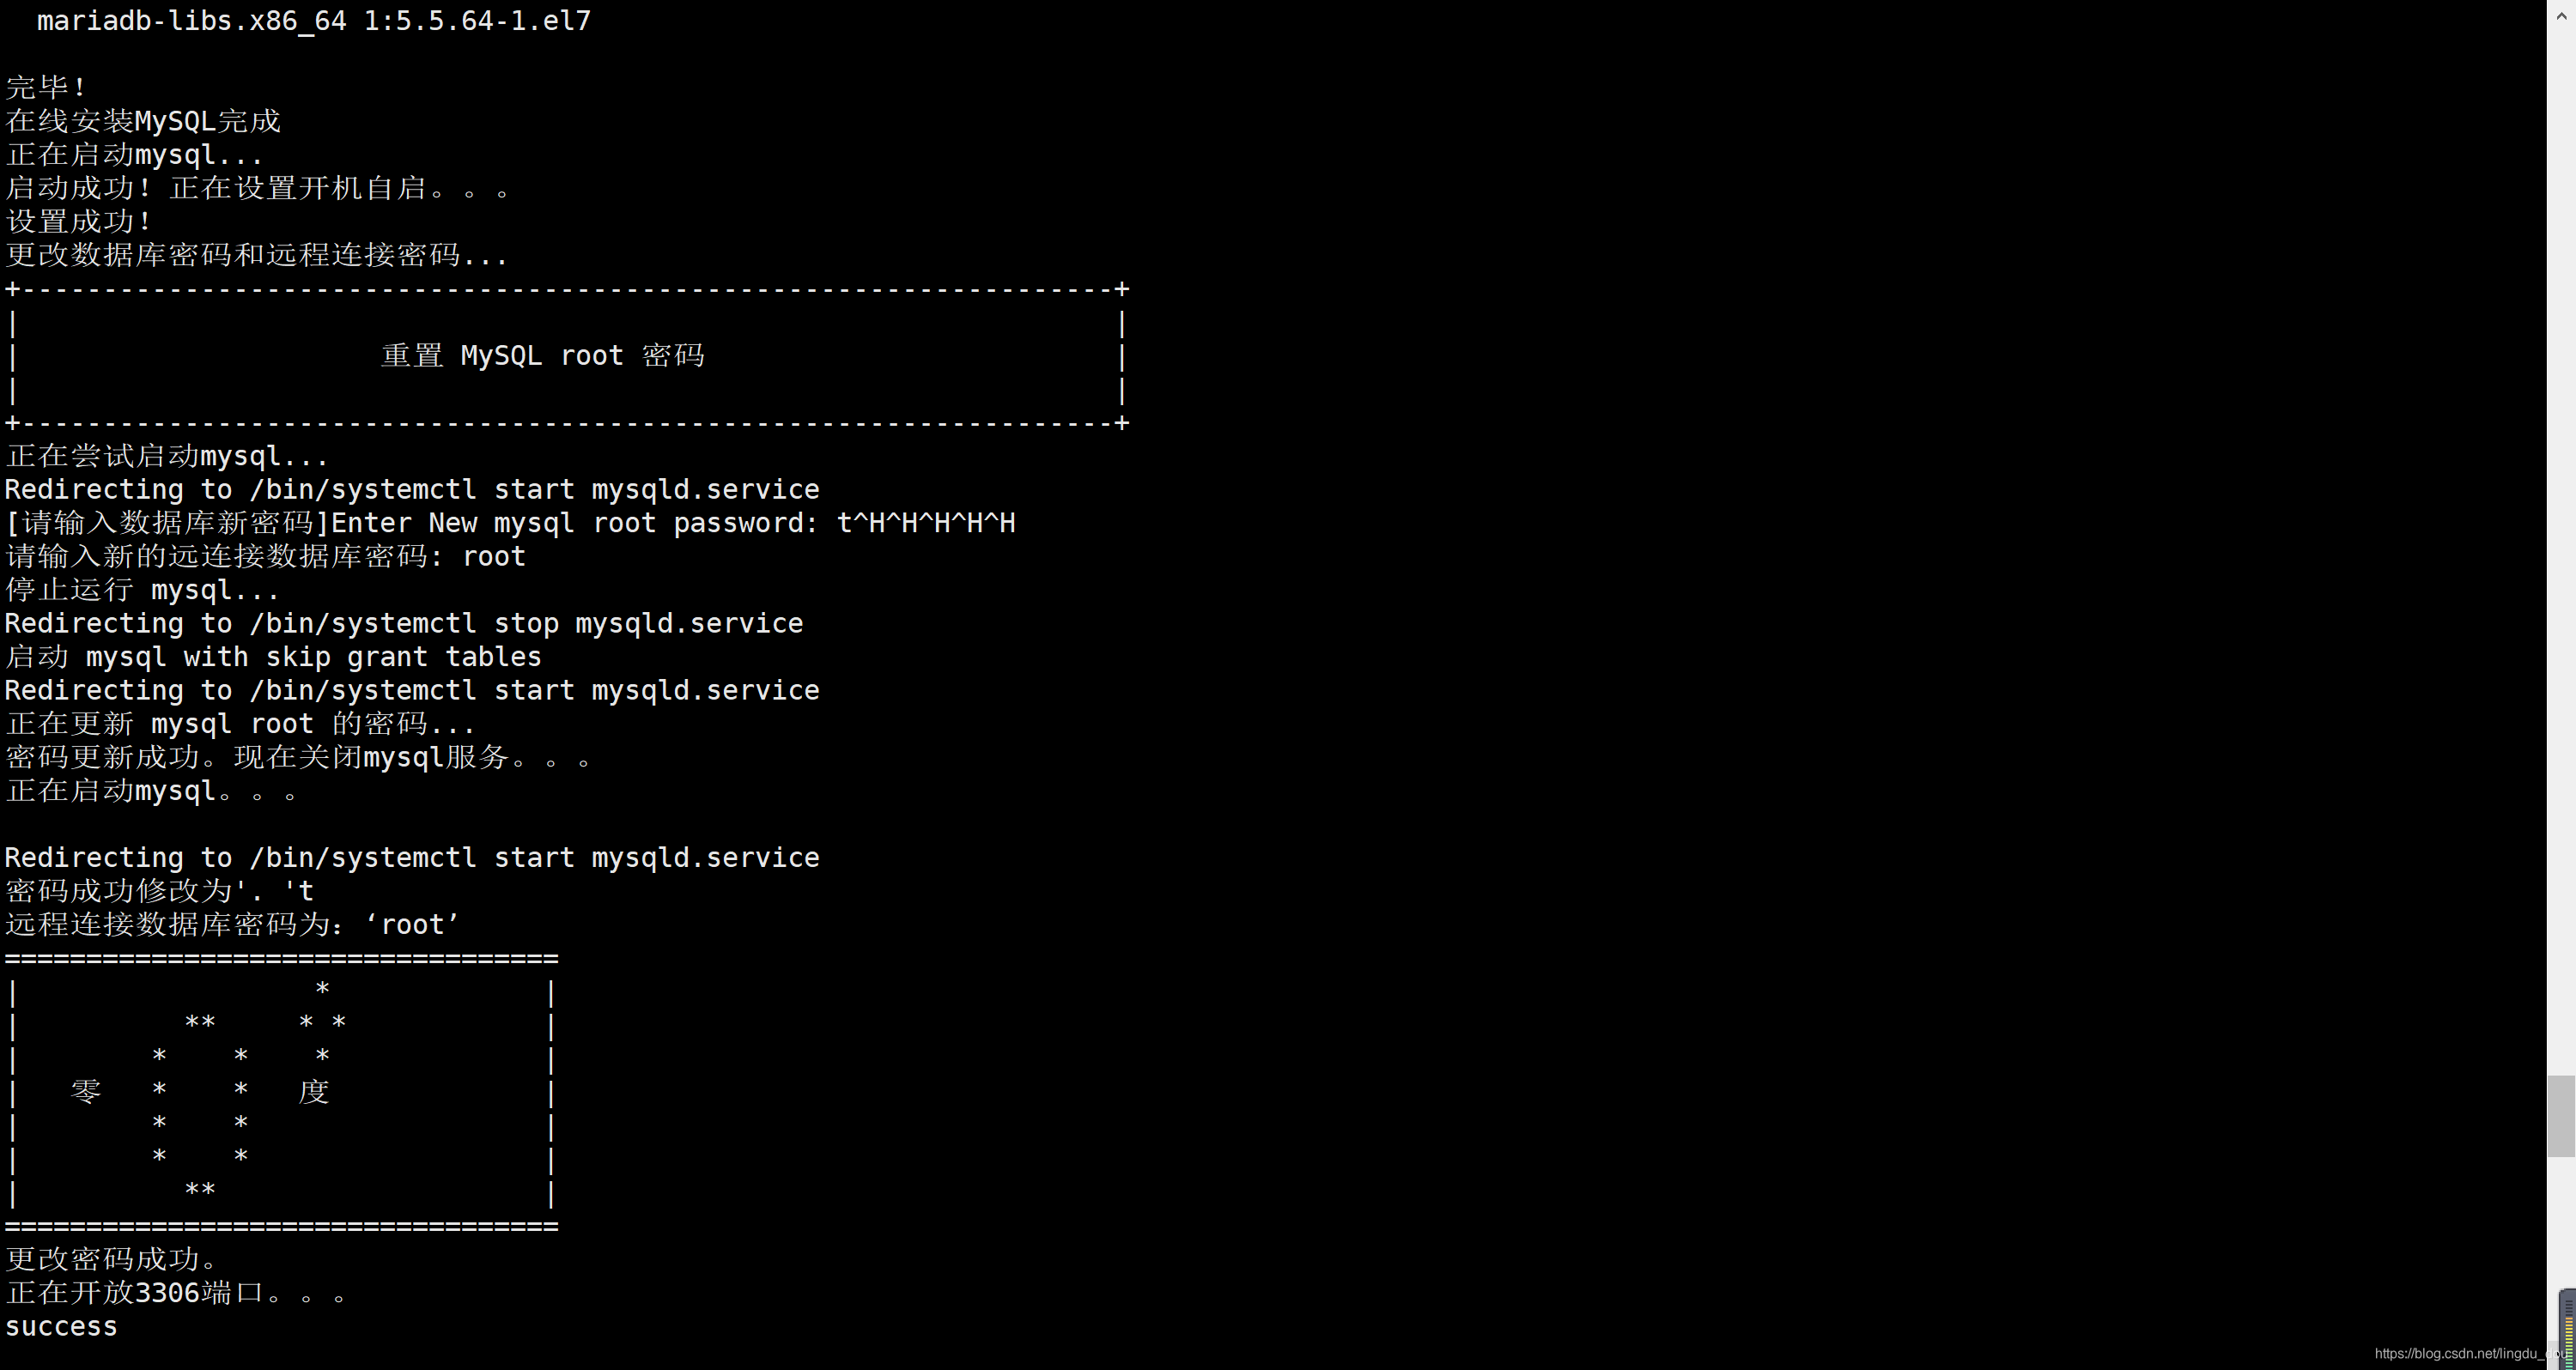 mariadb-libs.x86_64 1:5.5.64-1.el7
完毕!
在线安装MySQL完成
正在启动mysql...
启动成功! 正在设置开机自启。。。
设置成功!
更改数据库密码和远程连接密码...
+-------------------------------------------------------------------+
| |
| 重置 MySQL root 密码 |
| |
+-------------------------------------------------------------------+
正在尝试启动mysql...
Redirecting to /bin/systemctl start mysqld.service
[请输入数据库新密码]Enter New mysql root password: t^H^H^H^H^H
请输入新的远连接数据库密码: root
停止运行 mysql...
Redirecting to /bin/systemctl stop mysqld.service
启动 mysql with skip grant tables
Redirecting to /bin/systemctl start mysqld.service
正在更新 mysql root 的密码...
密码更新成功。现在关闭mysql服务。。。
正在启动mysql。。。
Redirecting to /bin/systemctl start mysqld.service
密码成功修改为'. 't
远程连接数据库密码为：‘root’
==================================
| * |
| ** * * |
| * * * |
| 零 * * 度 |
| * * |
| * * |
| ** |
==================================
更改密码成功。
正在开放3306端口。。。
success